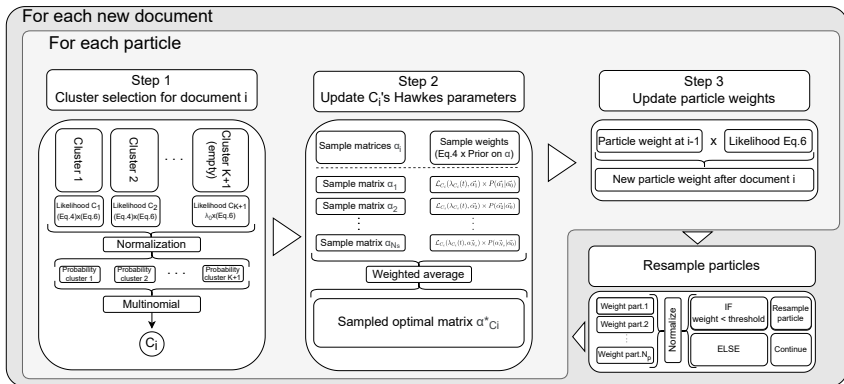 For each new document
For each particle
Step 1
Cluster selection for document i
Cluster 1
Cluster 2
. . .
Cluster K+1
(empty)
Likelihood C1
(Eq.4)x(Eq.6)
Likelihood C2
(Eq.4)x(Eq.6)
Likelihood CK+1
λ0x(Eq.6)
Normalization
Probability
cluster 1
Probability
cluster 2
. . .
Probability
cluster K+1
Multinomial
Ci
Step 2
Update Ci's Hawkes parameters
Sample matrices αi
Sample weights
(Eq.4 x Prior on α)
Sample matrix α1
Sample matrix α2
Sample matrix αNs
Weighted average
Sampled optimal matrix α*Ci
Step 3
Update particle weights
Particle weight at i-1 x Likelihood Eq.6
New particle weight after document i
Resample particles
Weight part.1
Weight part.2
Weight part.Np
Normalize
IF
weight < threshold
Resample
particle
ELSE
Continue